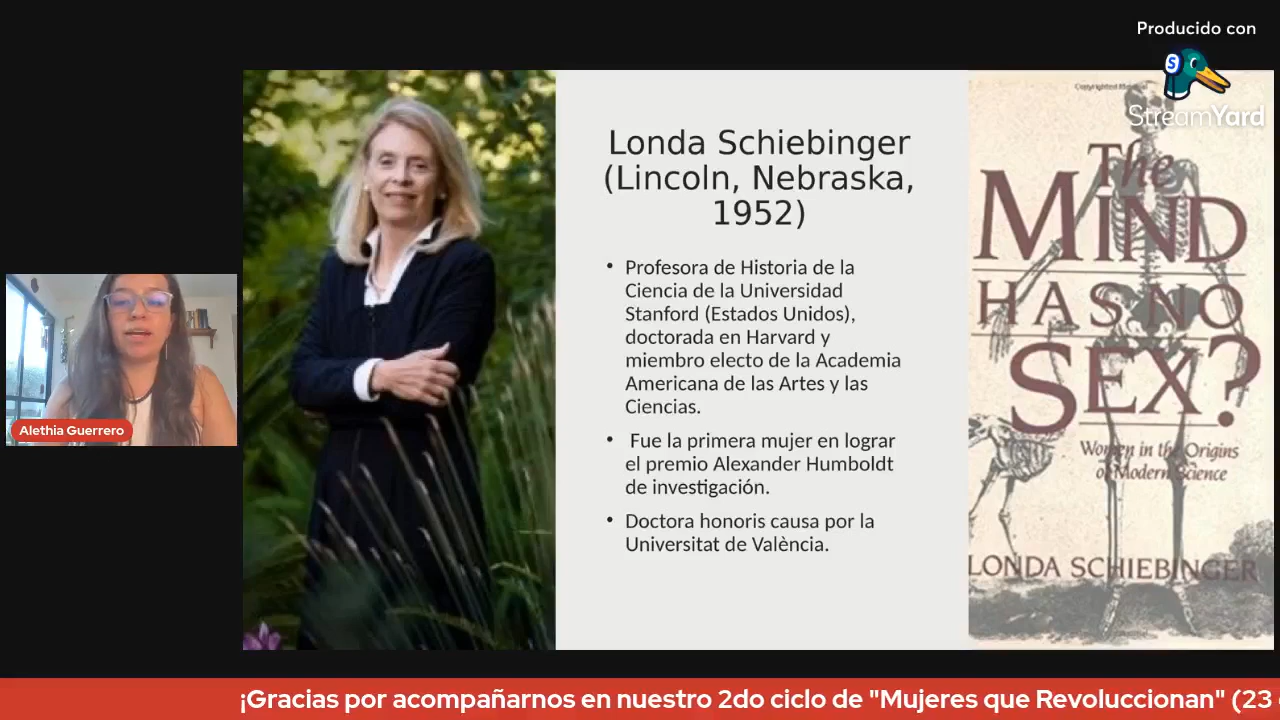 Producido con
StreamYard
Londa Schiebinger
(Lincoln, Nebraska,
1952)
• Profesora de Historia de la
Ciencia de la Universidad
Stanford (Estados Unidos),
doctorada en Harvard y
miembro electo de la Academia
Americana de las Artes y las
Ciencias.
• Fue la primera mujer en lograr
el premio Alexander Humboldt
de investigación.
• Doctora honoris causa por la
Universitat de València.
Copyrighted Material
The
MIND
HAS NO
SEX?
Women in the Origins
of Modern Science
LONDA SCHIEBINGER
Alethia Guerrero
¡Gracias por acompañarnos en nuestro 2do ciclo de "Mujeres que Revoluccionan" (23